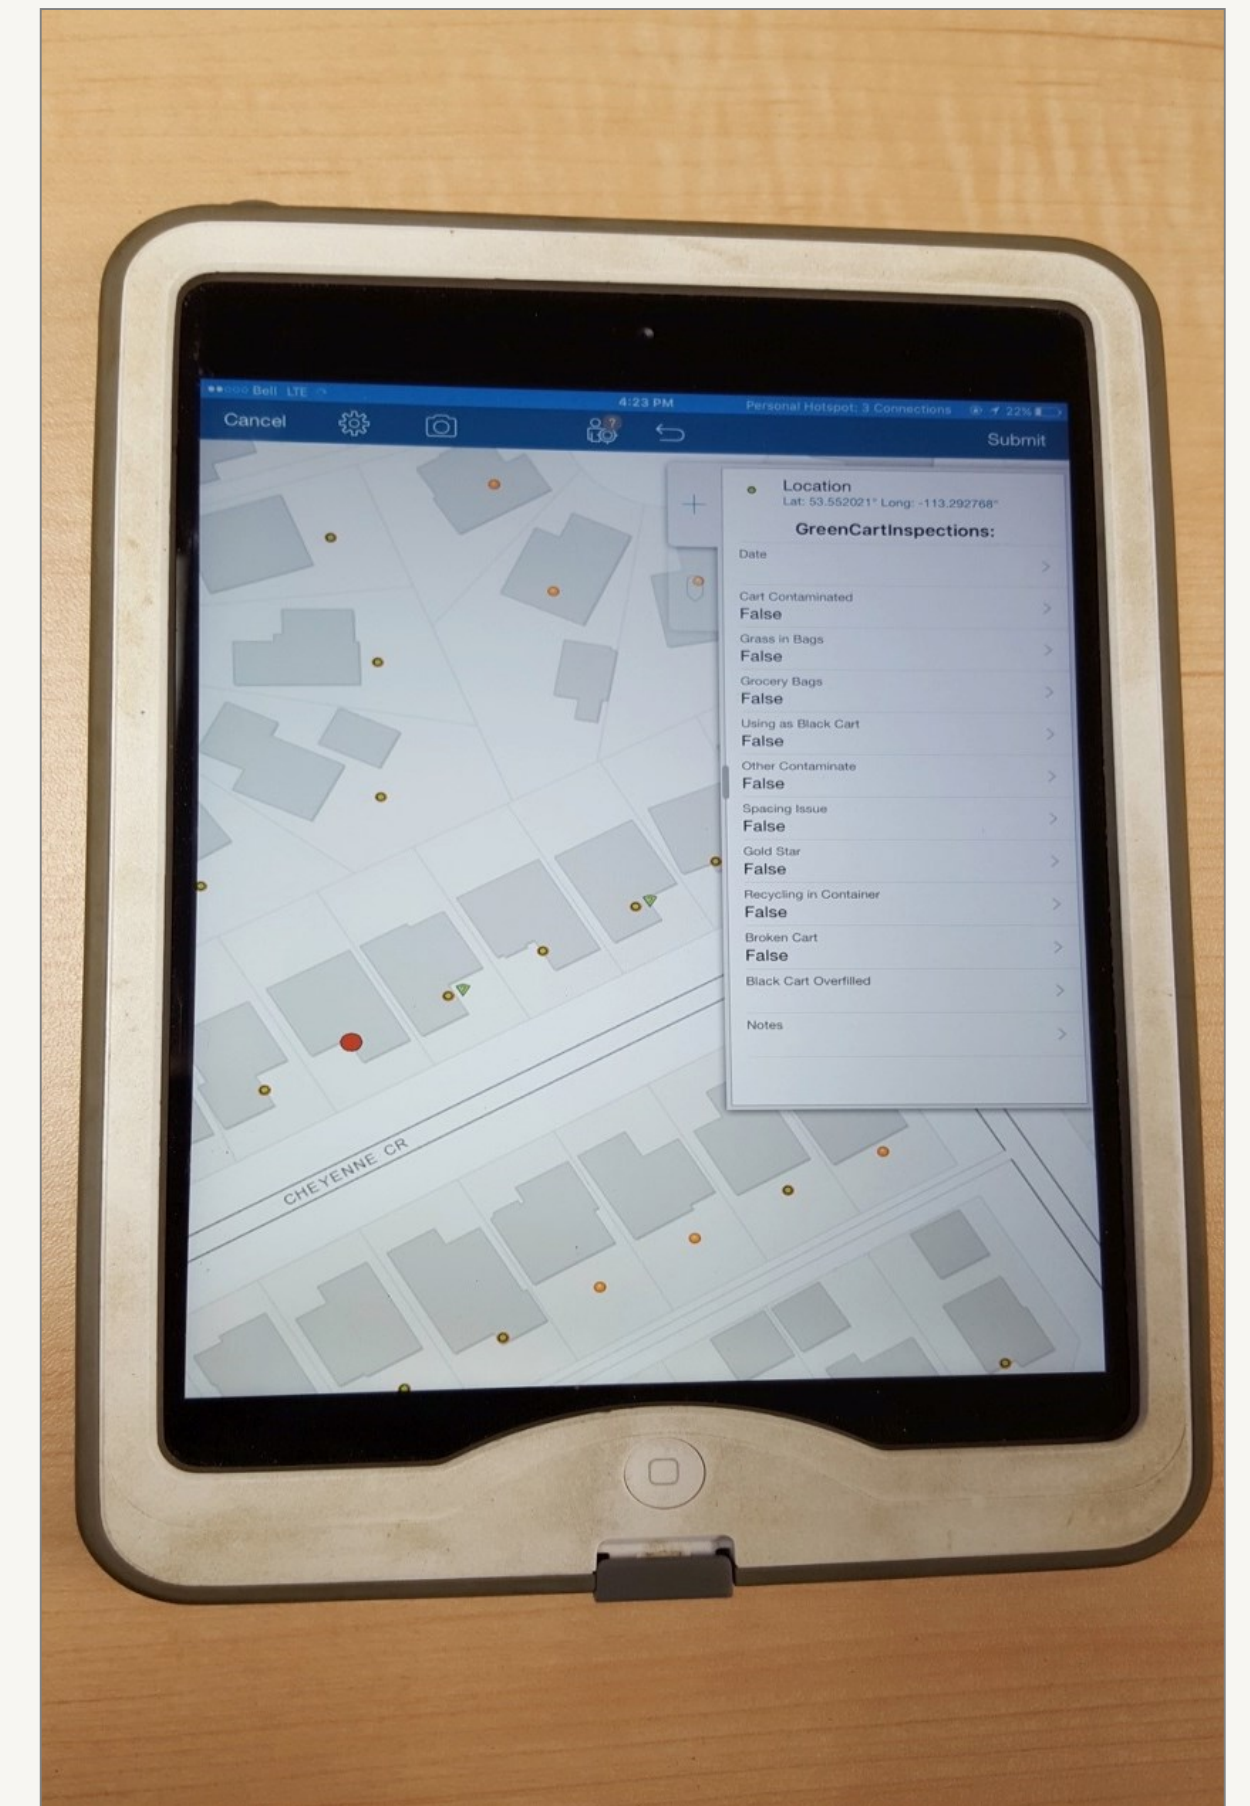 Bell LTE
4:23 PM
Personal Hotspot: 3 Connections
22%
Cancel
?
Submit
Location
Lat: 53.552021° Long: -113.292768°
GreenCartInspections:
Date
Cart Contaminated
False
Grass in Bags
False
Grocery Bags
False
Using as Black Cart
False
Other Contaminate
False
Spacing Issue
False
Gold Star
False
Recycling in Container
False
Broken Cart
False
Black Cart Overfilled
Notes
CHEYENNE CR